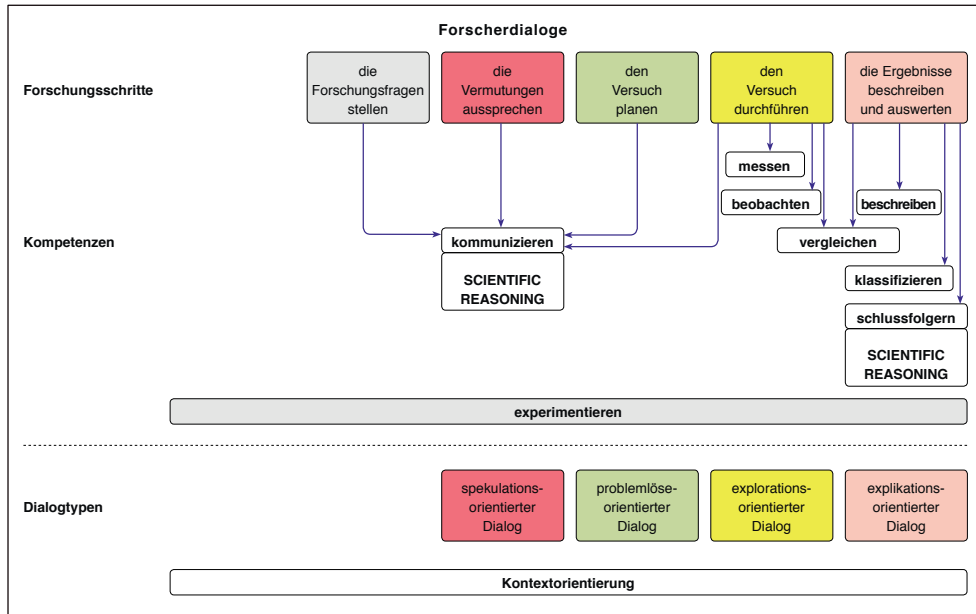 Forscherdialoge
Forschungsschritte
die
Forschungsfragen
stellen
die
Vermutungen
aussprechen
den
Versuch
planen
den
Versuch
durchführen
die Ergebnisse
beschreiben
und auswerten
Kompetenzen
messen
beobachten
beschreiben
kommunizieren
vergleichen
SCIENTIFIC
REASONING
klassifizieren
schlussfolgern
SCIENTIFIC
REASONING
experimentieren
Dialogtypen
spekulations-
orientierter
Dialog
problemlöse-
orientierter
Dialog
explorations-
orientierter
Dialog
explikations-
orientierter
Dialog
Kontextorientierung